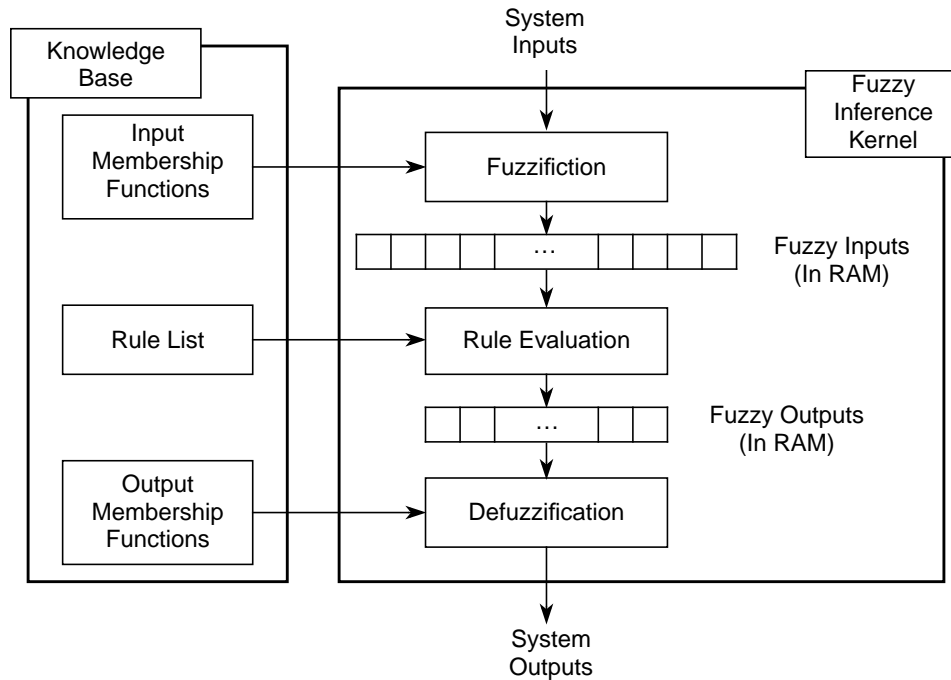 System
Inputs
Knowledge
Base
Fuzzy
Inference
Kernel
Input
Membership
Functions
Fuzzifiction
…
Fuzzy Inputs
(In RAM)
Rule List
Rule Evaluation
…
Fuzzy Outputs
(In RAM)
Output
Membership
Functions
Defuzzification
System
Outputs